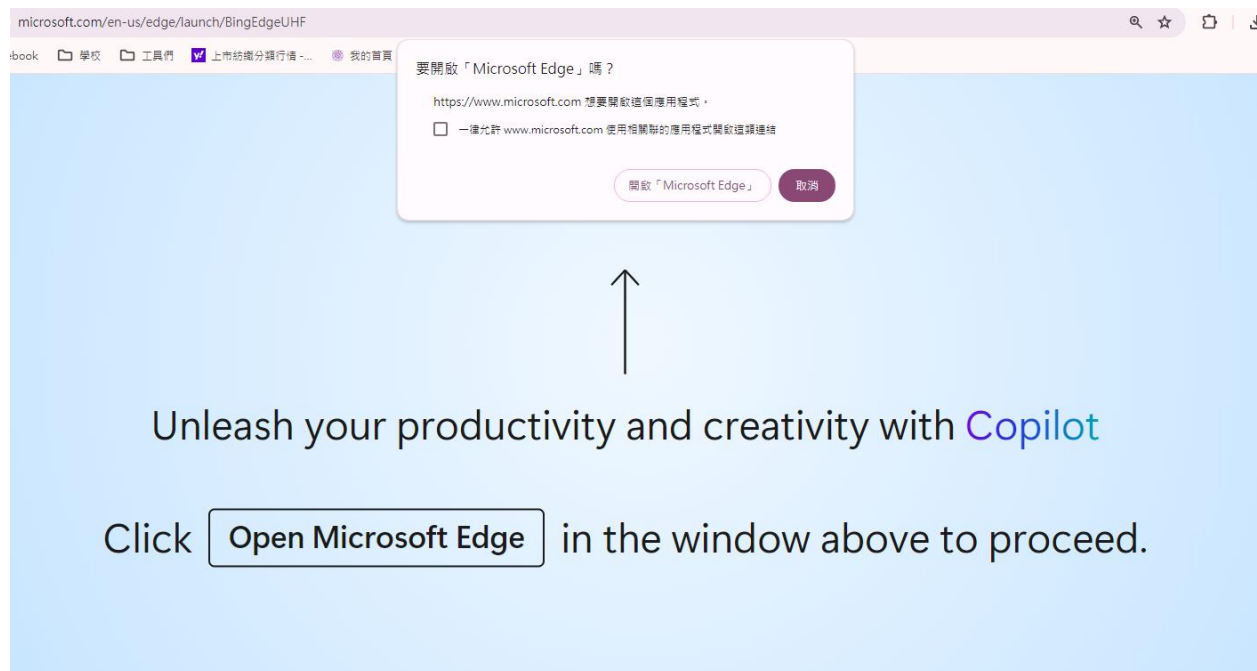 microsoft.com/en-us/edge/launch/BingEdgeUHF
ebook 學校 工具們 上市紡織分類行情 -... 我的首頁
要開啟「Microsoft Edge」嗎？
https://www.microsoft.com 想要開啟這個應用程式。
一律允許 www.microsoft.com 使用相關聯的應用程式開啟這類連結
開啟「Microsoft Edge」 取消
Unleash your productivity and creativity with Copilot
Click Open Microsoft Edge in the window above to proceed.